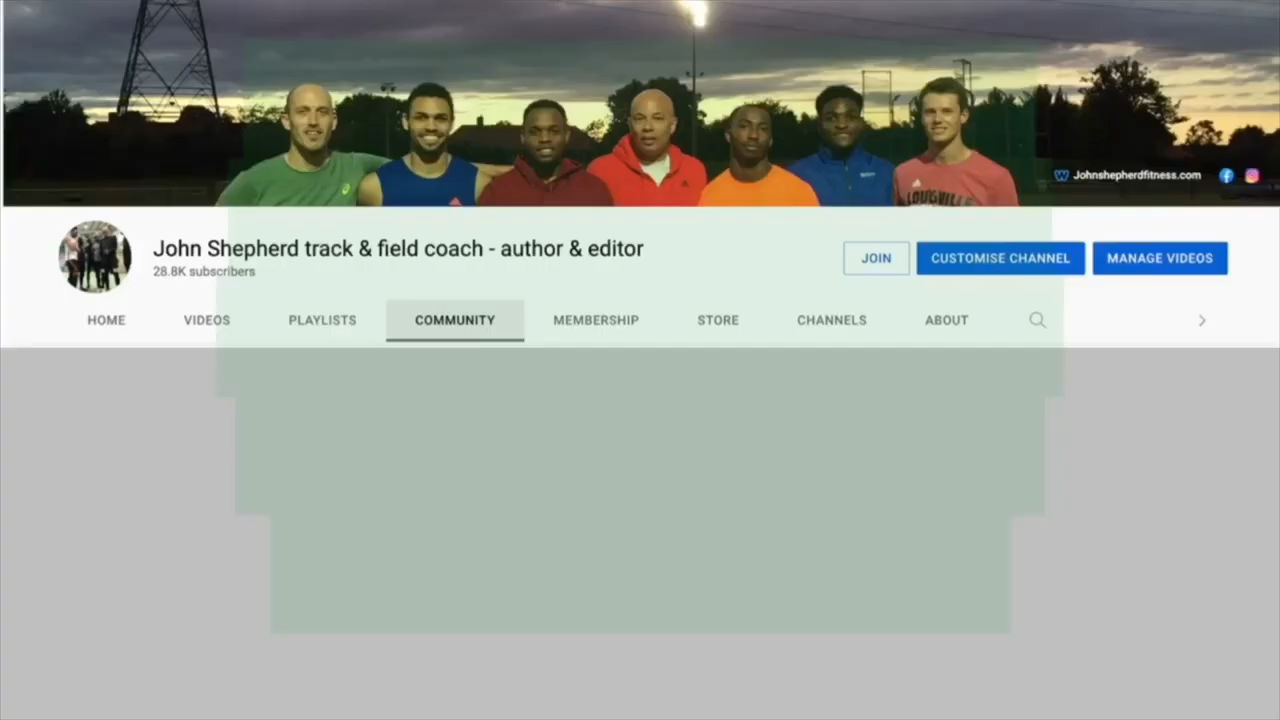 LOUISVILLE
Johnshepherdfitness.com
John Shepherd track & field coach - author & editor
28.8K subscribers
JOIN
CUSTOMISE CHANNEL
MANAGE VIDEOS
HOME
VIDEOS
PLAYLISTS
COMMUNITY
MEMBERSHIP
STORE
CHANNELS
ABOUT